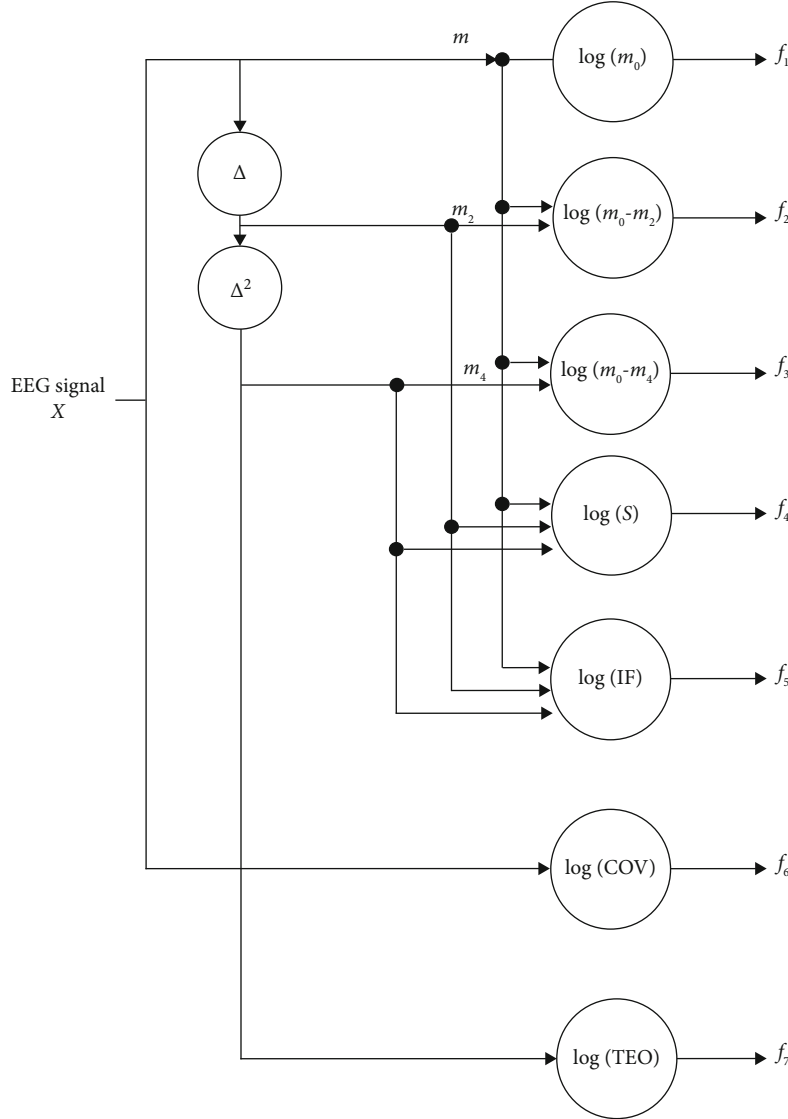 m
log (m₀)
f₁
Δ
m₂
log (m₀-m₂)
f₂
Δ²
m₄
log (m₀-m₄)
f₃
EEG signal
X
log (S)
f₄
log (IF)
f₅
log (COV)
f₆
log (TEO)
f₇